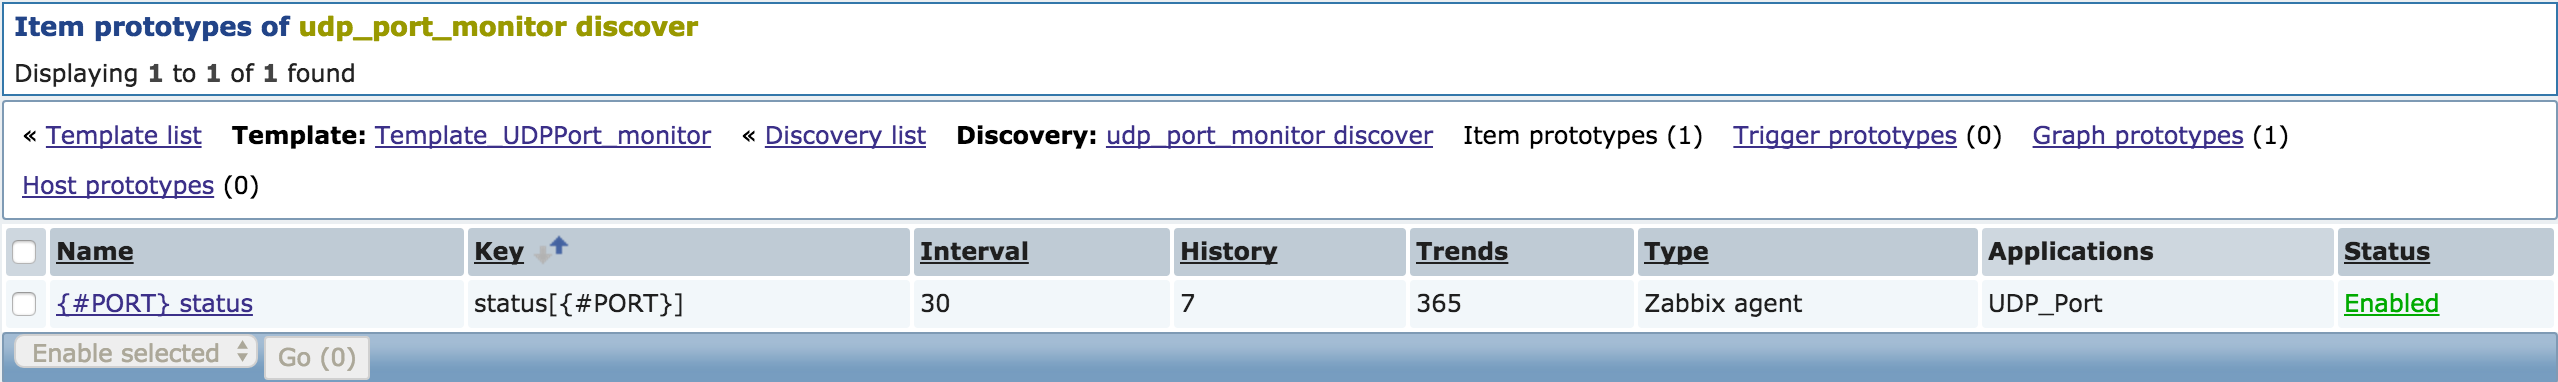 Item prototypes of udp_port_monitor discover
Displaying 1 to 1 of 1 found
« Template list Template: Template_UDPPort_monitor « Discovery list Discovery: udp_port_monitor discover Item prototypes (1) Trigger prototypes (0) Graph prototypes (1)
Host prototypes (0)
Name Key Interval History Trends Type Applications Status
{#PORT} status status[{#PORT}] 30 7 365 Zabbix agent UDP_Port Enabled
Enable selected Go (0)